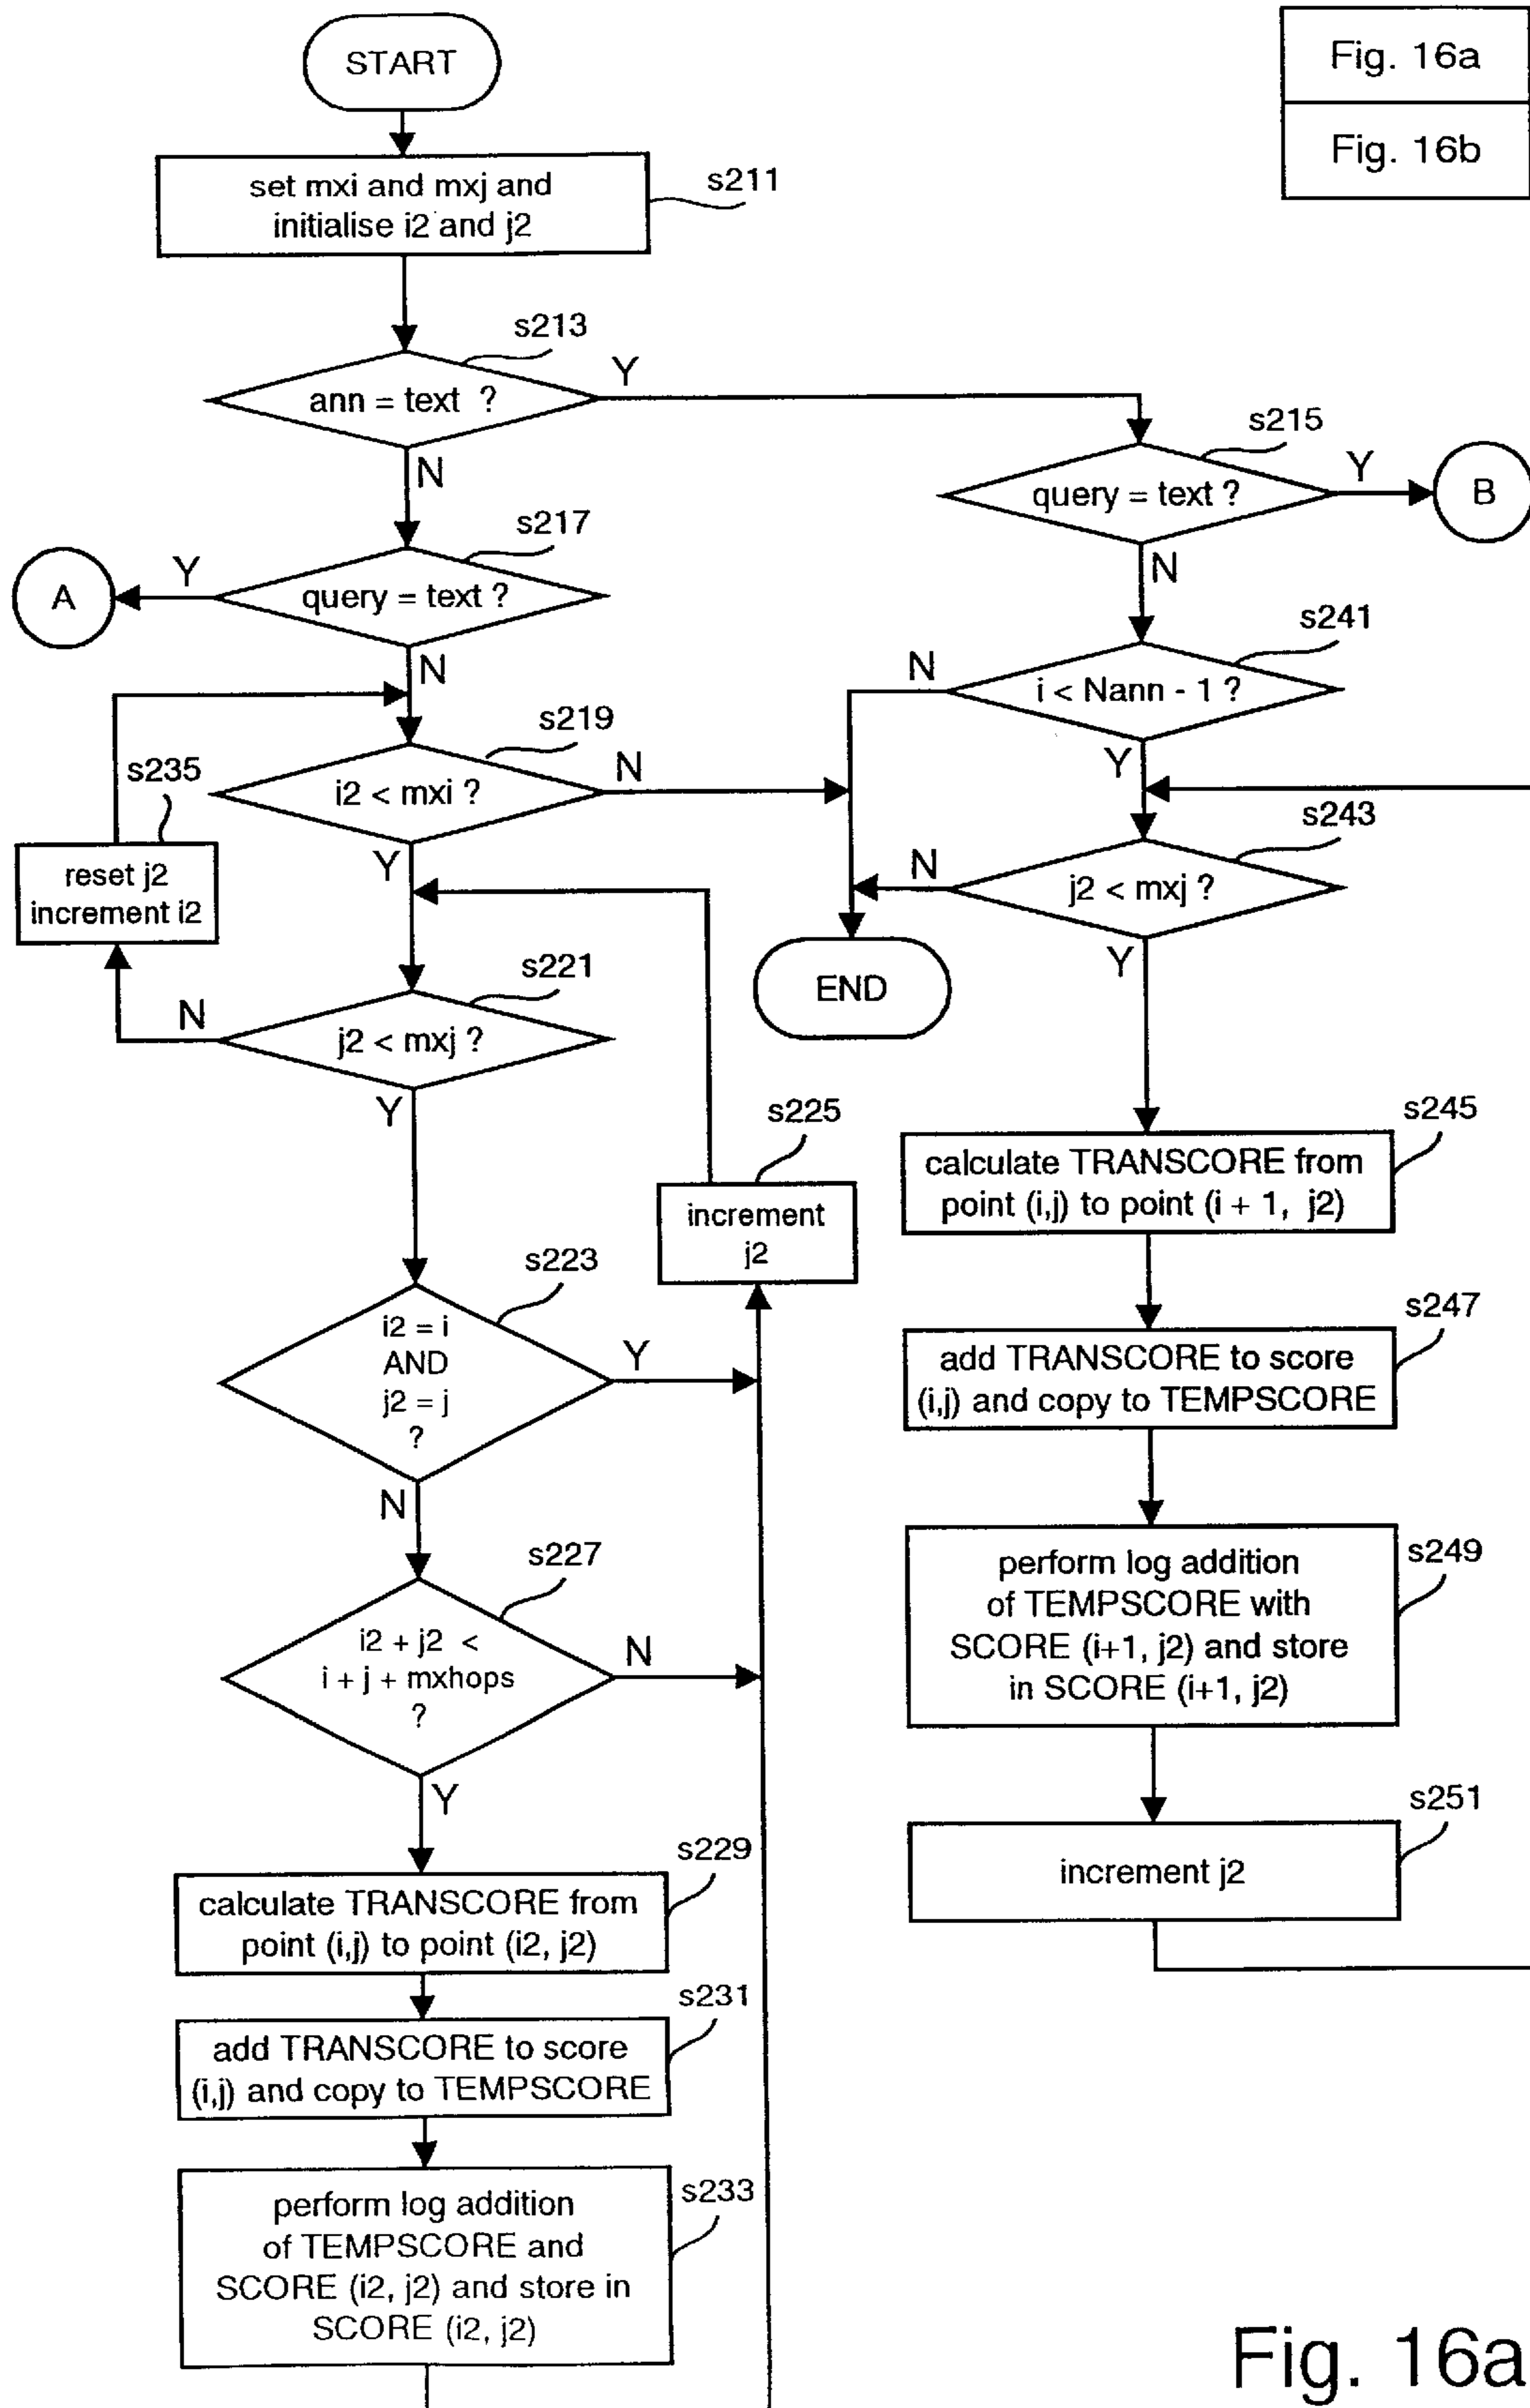 START
Fig. 16a
Fig. 16b
set mxi and mxj and
initialise i2 and j2
s211
s213
ann = text ?
Y
N
s215
query = text ?
Y
B
N
s217
query = text ?
Y
A
N
s241
i < Nann - 1 ?
N
Y
s219
i2 < mxi ?
N
Y
s235
reset j2
increment i2
s243
j2 < mxj ?
N
Y
END
s221
j2 < mxj ?
N
Y
s225
increment
j2
s245
calculate TRANSCORE from
point (i,j) to point (i + 1, j2)
s223
i2 = i
AND
j2 = j
?
Y
N
s247
add TRANSCORE to score
(i,j) and copy to TEMPSCORE
s227
i2 + j2 <
i + j + mxhops
?
N
Y
s249
perform log addition
of TEMPSCORE with
SCORE (i+1, j2) and store
in SCORE (i+1, j2)
s251
increment j2
s229
calculate TRANSCORE from
point (i,j) to point (i2, j2)
s231
add TRANSCORE to score
(i,j) and copy to TEMPSCORE
s233
perform log addition
of TEMPSCORE and
SCORE (i2, j2) and store in
SCORE (i2, j2)
Fig. 16a